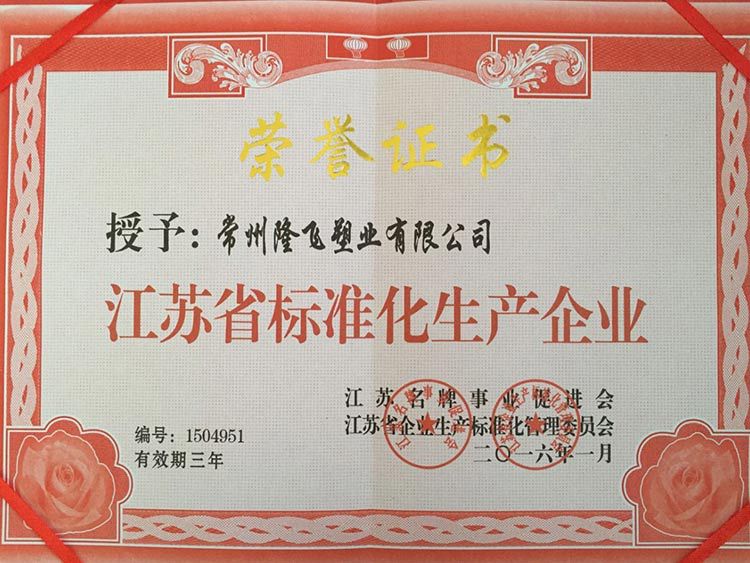 荣誉证书
授予：常州隆飞塑业有限公司
江苏省标准化生产企业
江苏名牌事业促进会
江苏省企业生产标准化管理委员会
二〇一六年一月
编号：1504951
有效期三年